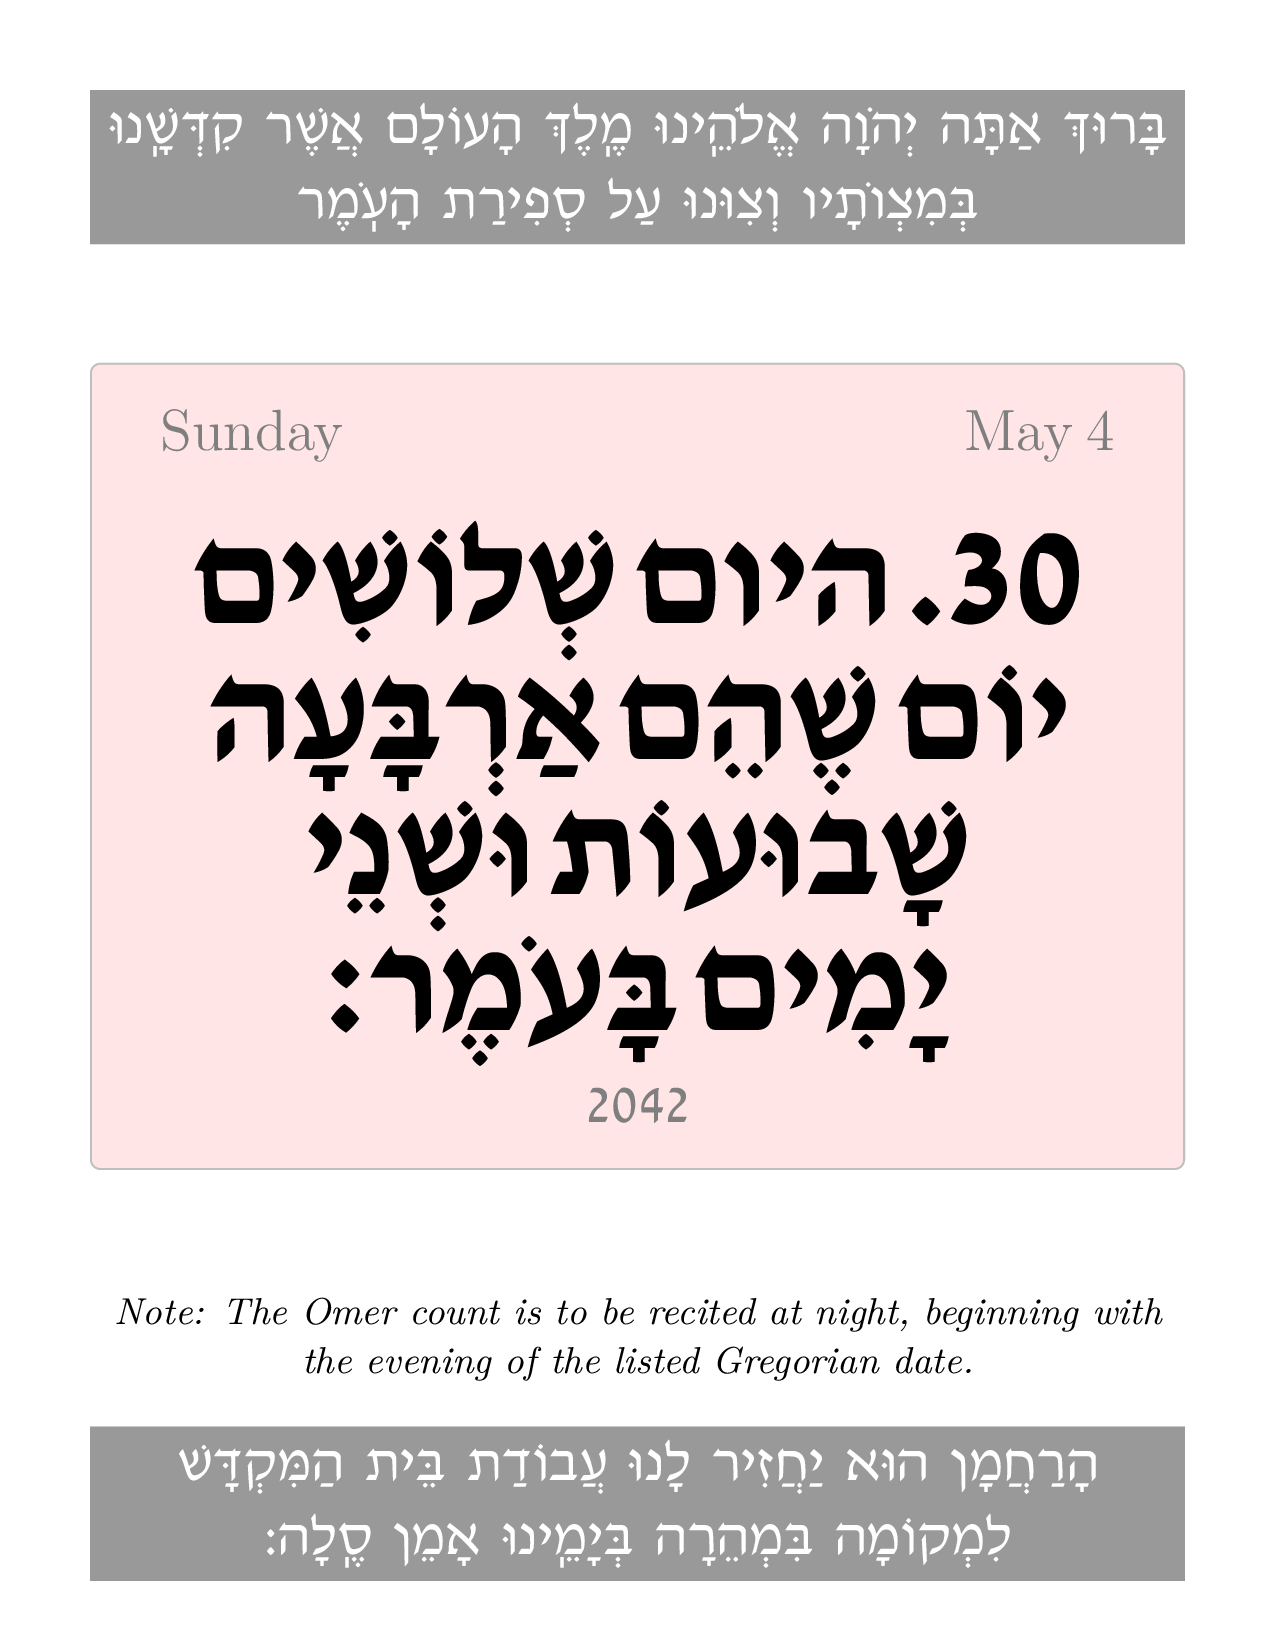 בָּרוּךְ אַתָּה יְהֹוָה אֱלֹהֵֽינוּ מֶֽלֶךְ הָעוֹלָם אֲשֶׁר קִדְּשָֽׁנוּ
בְּמִצְוֹתָיו וְצִוּנוּ עַל סְפִירַת הָעֹֽמֶר
Sunday May 4
30. היום שְׁלוֹשִׁים
יוֹם שֶׁהֵם אַרְבָּעָה
שָׁבוּעוֹת וּשְׁנֵי
יָמִים בָּעֹמֶר:
2042
Note: The Omer count is to be recited at night, beginning with
the evening of the listed Gregorian date.
הָרַחֲמָן הוּא יַחֲזִיר לָנוּ עֲבוֹדַת בֵּית הַמִּקְדָּשׁ
לִמְקוֹמָהּ בִּמְהֵרָה בְּיָמֵֽינוּ אָמֵן סֶֽלָה: